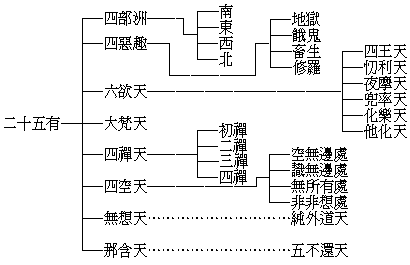 二十五有
四部洲
南
東
西
北
四惡趣
地獄
餓鬼
畜生
修羅
六欲天
四王天
忉利天
夜摩天
兜率天
化樂天
他化天
大梵天
四禪天
初禪
二禪
三禪
四禪
四空天
空無邊處
識無邊處
無所有處
非非想處
無想天
純外道天
那含天
五不還天